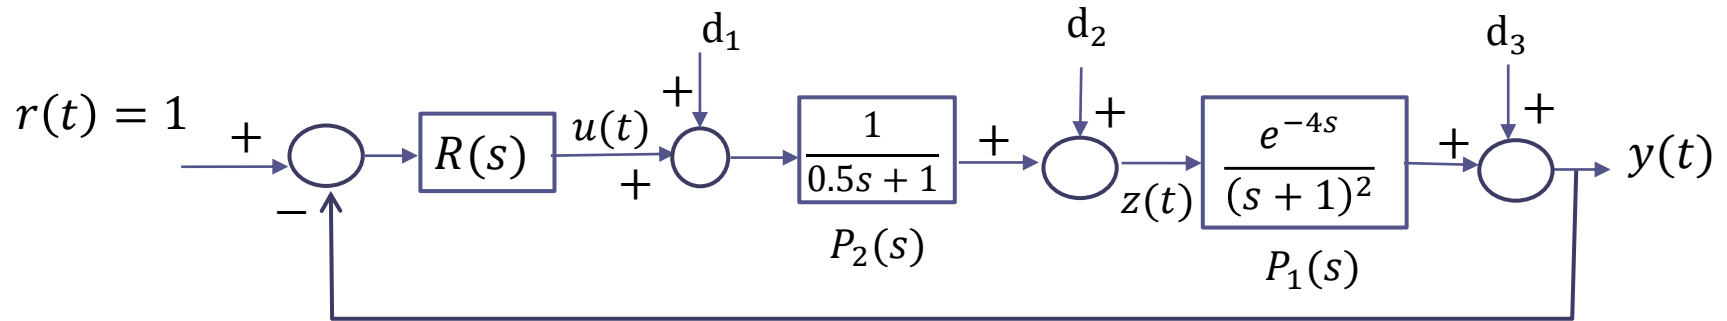 r(t) = 1
+
−
R(s)
u(t)
+
d₁
+
1
0.5s + 1
P₂(s)
+
d₂
+
z(t)
e^{−4s}
(s + 1)²
P₁(s)
+
d₃
+
y(t)